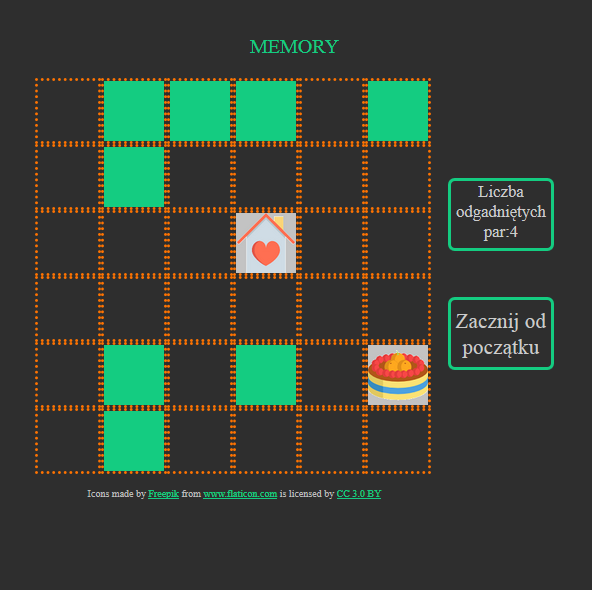 MEMORY
Liczba
odgadniętych
par:4
Zacznij od
początku
Icons made by Freepik from www.flaticon.com is licensed by CC 3.0 BY